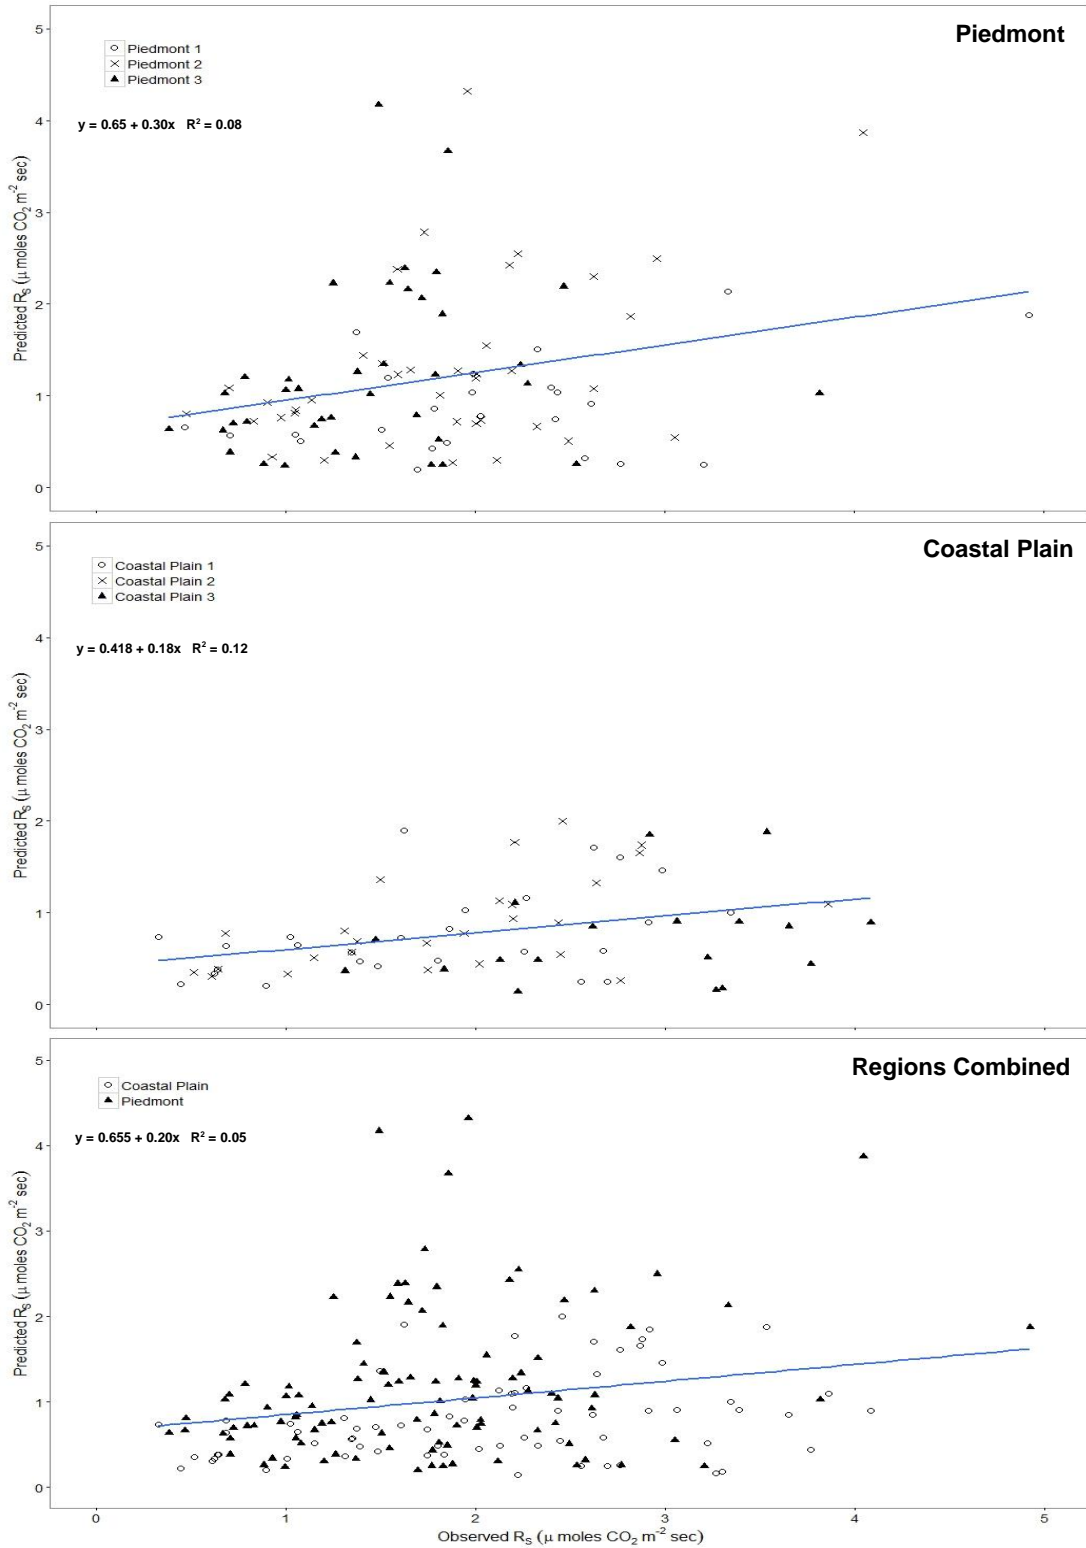 Piedmont
Piedmont 1
Piedmont 2
Piedmont 3
y = 0.65 + 0.30x R² = 0.08
Predicted R_S (μ moles CO₂ m⁻² sec)
5
4
3
2
1
0
Coastal Plain
Coastal Plain 1
Coastal Plain 2
Coastal Plain 3
y = 0.418 + 0.18x R² = 0.12
Predicted R_S (μ moles CO₂ m⁻² sec)
5
4
3
2
1
0
Regions Combined
Coastal Plain
Piedmont
y = 0.655 + 0.20x R² = 0.05
Predicted R_S (μ moles CO₂ m⁻² sec)
5
4
3
2
1
0
0 1 2 3 4 5
Observed R_S (μ moles CO₂ m⁻² sec)